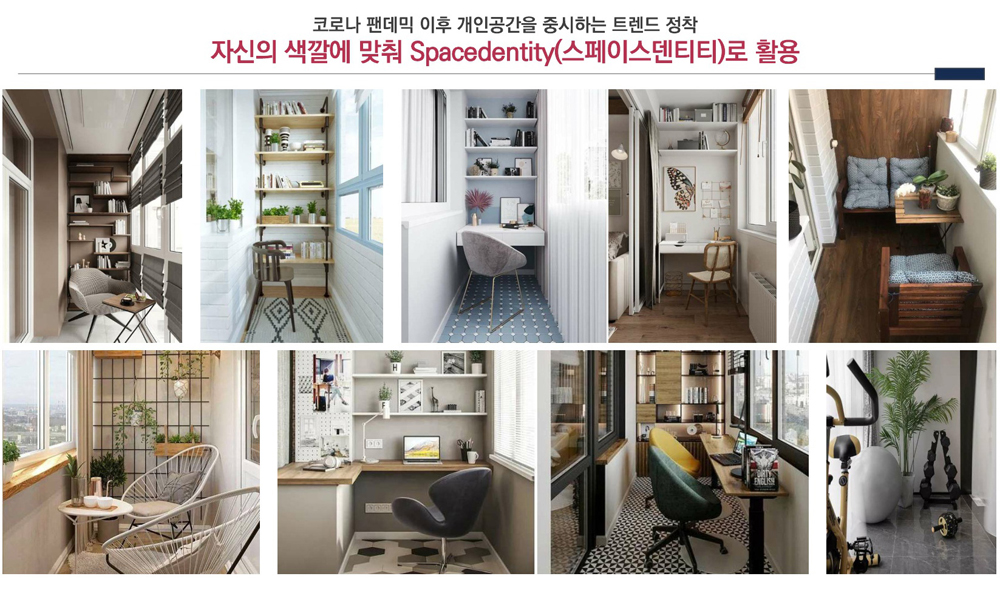 코로나 팬데믹 이후 개인공간을 중시하는 트렌드 정착
자신의 색깔에 맞춰 Spacedentity(스페이스덴티티)로 활용
DIRTY
ENGLISH